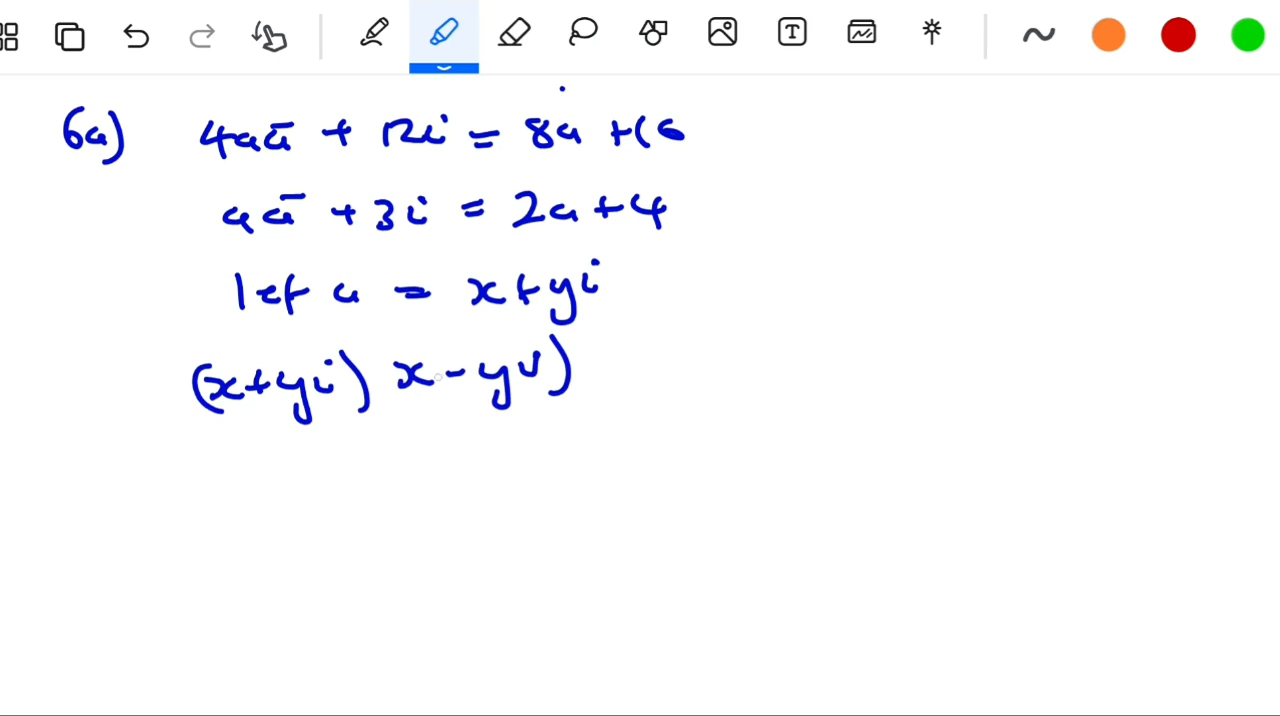 6a) 4aā + 12i = 8a + 16
aā + 3i = 2a + 4
let a = x + yi
(x + yi) x - yi)